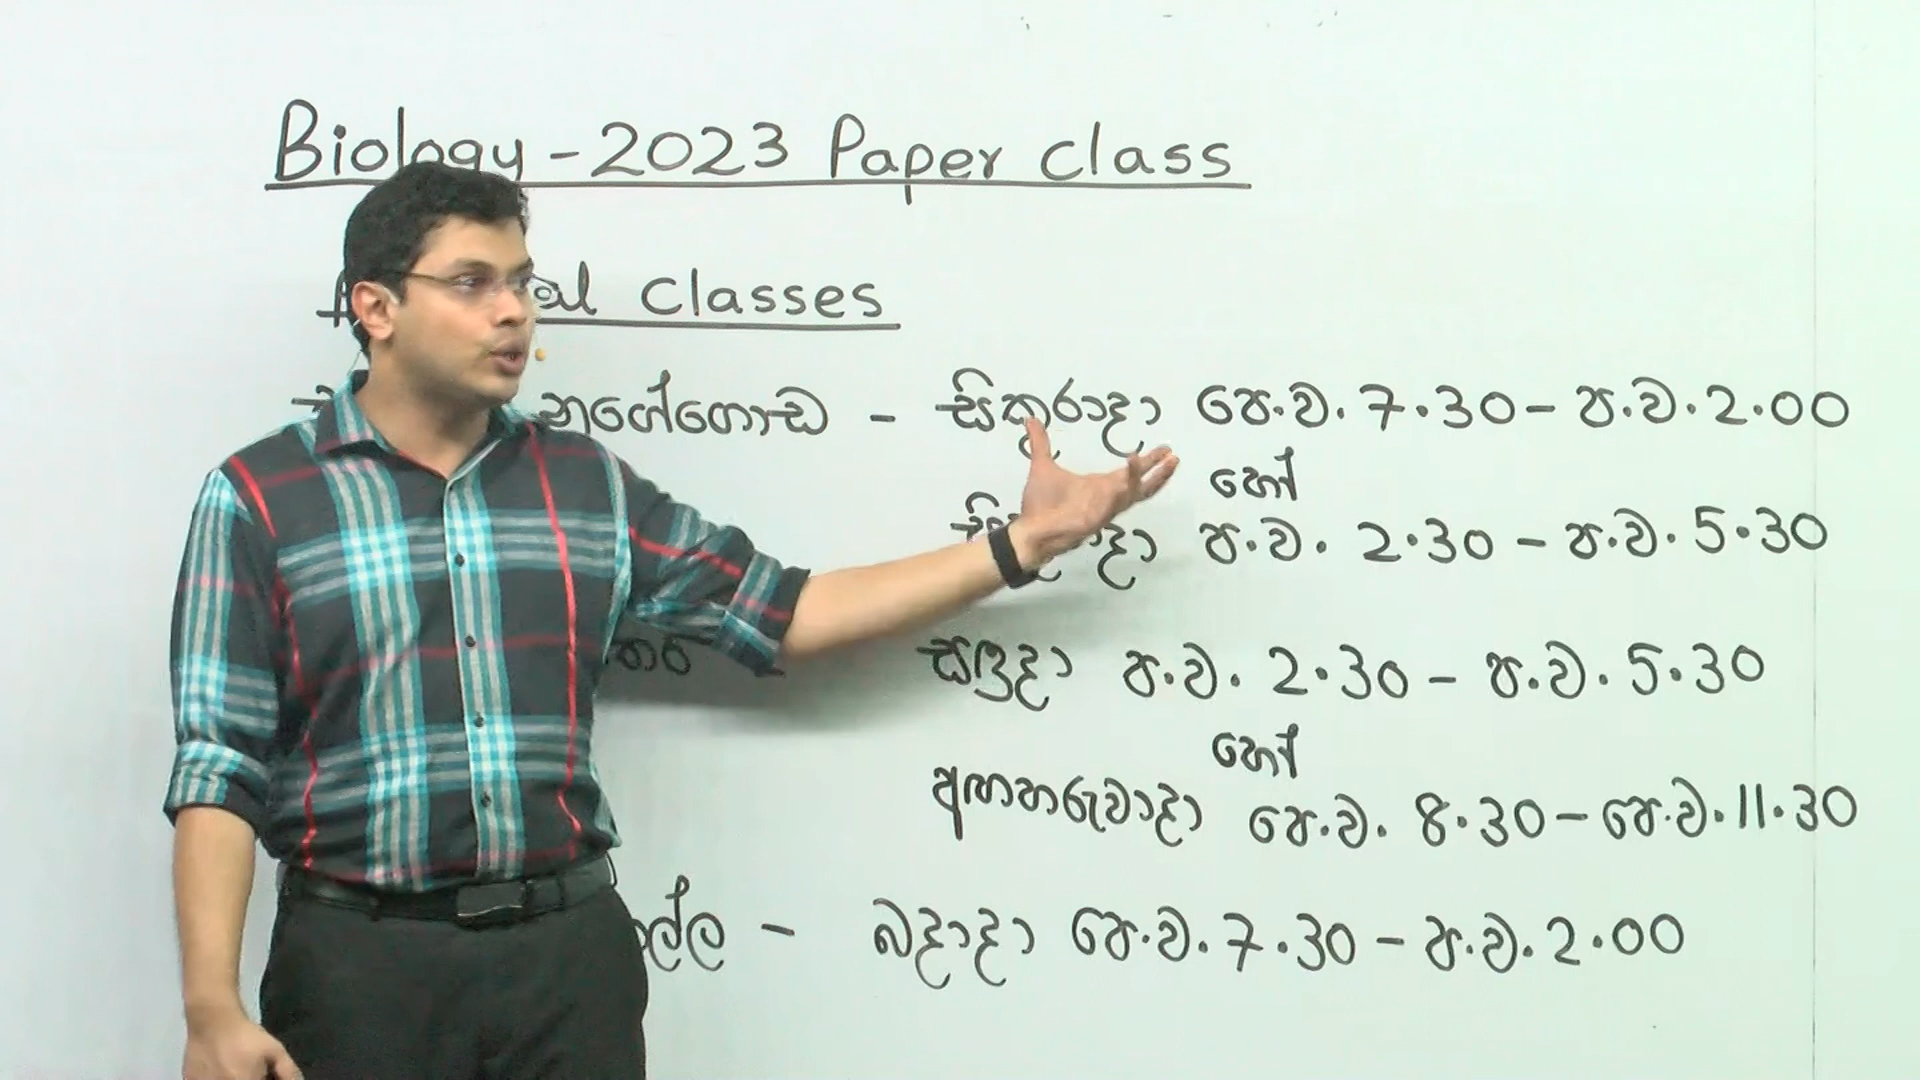 Biology - 2023 Paper Class
Classes
නුගේගොඩ - සිකුරාදා පෙ.ව. 7.30 - ප.ව. 2.00
හෝ
ප.ව. 2.30 - ප.ව. 5.30
සඳුදා ප.ව. 2.30 - ප.ව. 5.30
හෝ
අඟහරුවාදා පෙ.ව. 8.30 - පෙ.ව. 11.30
- බදාදා පෙ.ව. 7.30 - ප.ව. 2.00